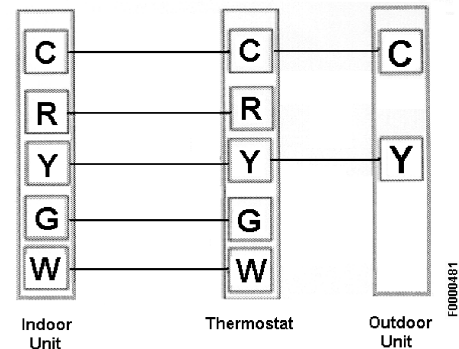 C C C
R R
Y Y Y
G G
W W
Indoor
Unit
Thermostat
Outdoor
Unit
F0000481